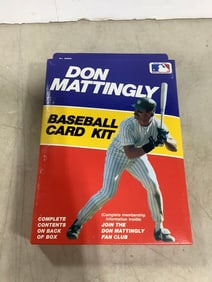 DON
MATTINGLY
BASEBALL
CARD KIT
COMPLETE
CONTENTS
ON BACK
OF BOX
(Complete membership
information inside)
JOIN THE
DON MATTINGLY
FAN CLUB